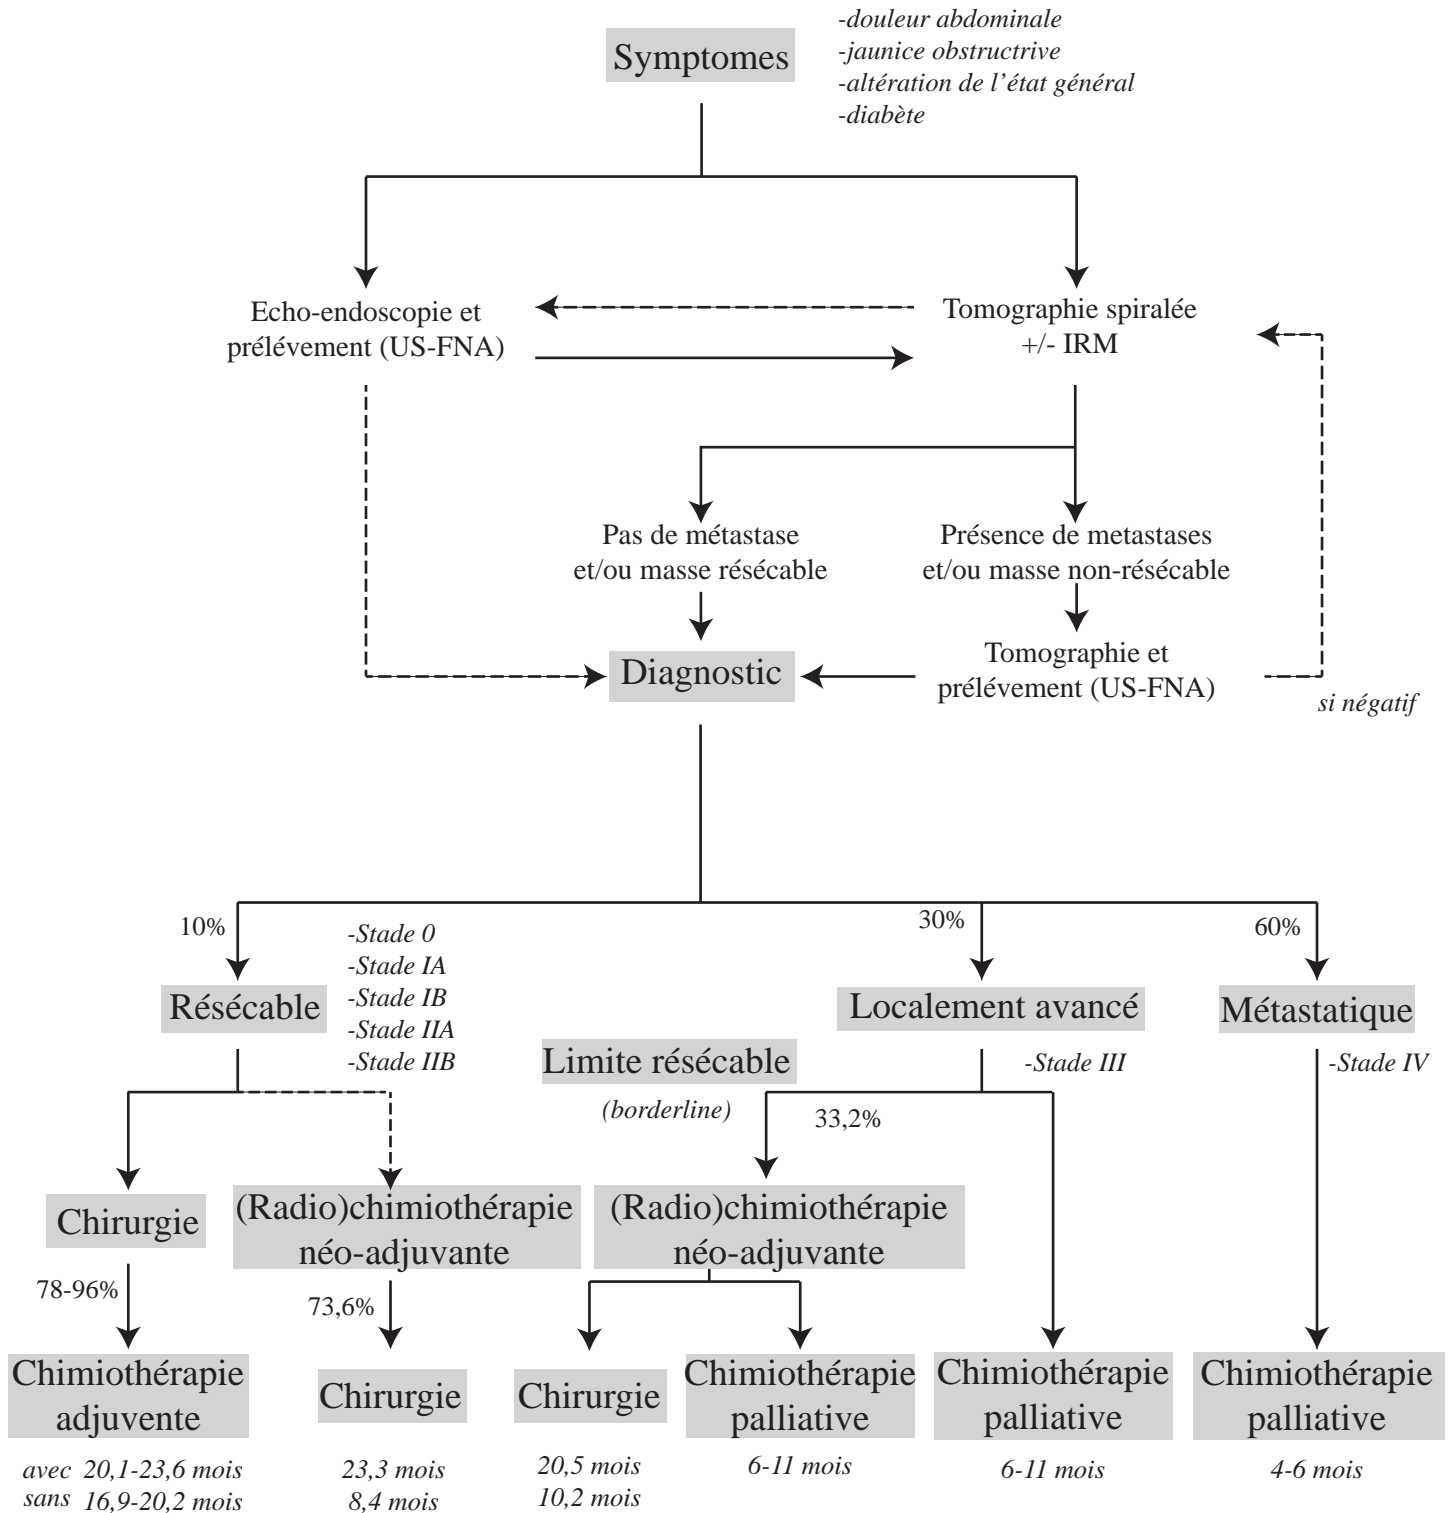 Symptomes
-douleur abdominale
-jaunice obstructrive
-altération de l'état général
-diabète
Echo-endoscopie et
prélévement (US-FNA)
Tomographie spiralée
+/- IRM
Pas de métastase
et/ou masse résécable
Présence de metastases
et/ou masse non-résécable
Diagnostic
Tomographie et
prélévement (US-FNA)
si négatif
10%
-Stade 0
-Stade IA
-Stade IB
-Stade IIA
-Stade IIB
30%
60%
Résécable
Localement avancé
Métastatique
Limite résécable
(borderline)
-Stade III
-Stade IV
33,2%
Chirurgie
(Radio)chimiothérapie
néo-adjuvante
(Radio)chimiothérapie
néo-adjuvante
78-96%
73,6%
Chimiothérapie
adjuvente
Chirurgie
Chirurgie
Chimiothérapie
palliative
Chimiothérapie
palliative
Chimiothérapie
palliative
avec 20,1-23,6 mois
sans 16,9-20,2 mois
23,3 mois
8,4 mois
20,5 mois
10,2 mois
6-11 mois
6-11 mois
4-6 mois